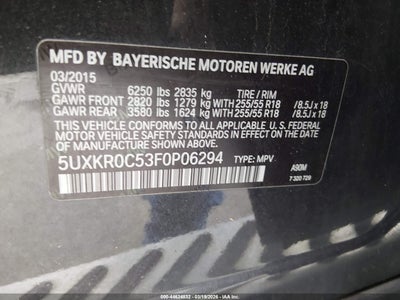 MFD BY BAYERISCHE MOTOREN WERKE AG
03/2015
GVWR 6250 lbs 2835 kg TIRE / RIM
GAWR FRONT 2820 lbs 1279 kg WITH 255/55 R18 /8.5J x 18
GAWR REAR 3580 lbs 1624 kg WITH 255/55 R18 /8.5J x 18
THIS VEHICLE CONFORMS TO ALL APPLICABLE U.S. FEDERAL
MOTOR VEHICLE SAFETY STANDARDS IN EFFECT
ON THE DATE OF MANUFACTURE SHOWN ABOVE.
5UXKR0C53F0P06294 TYPE: MPV
A90M
7 320 729